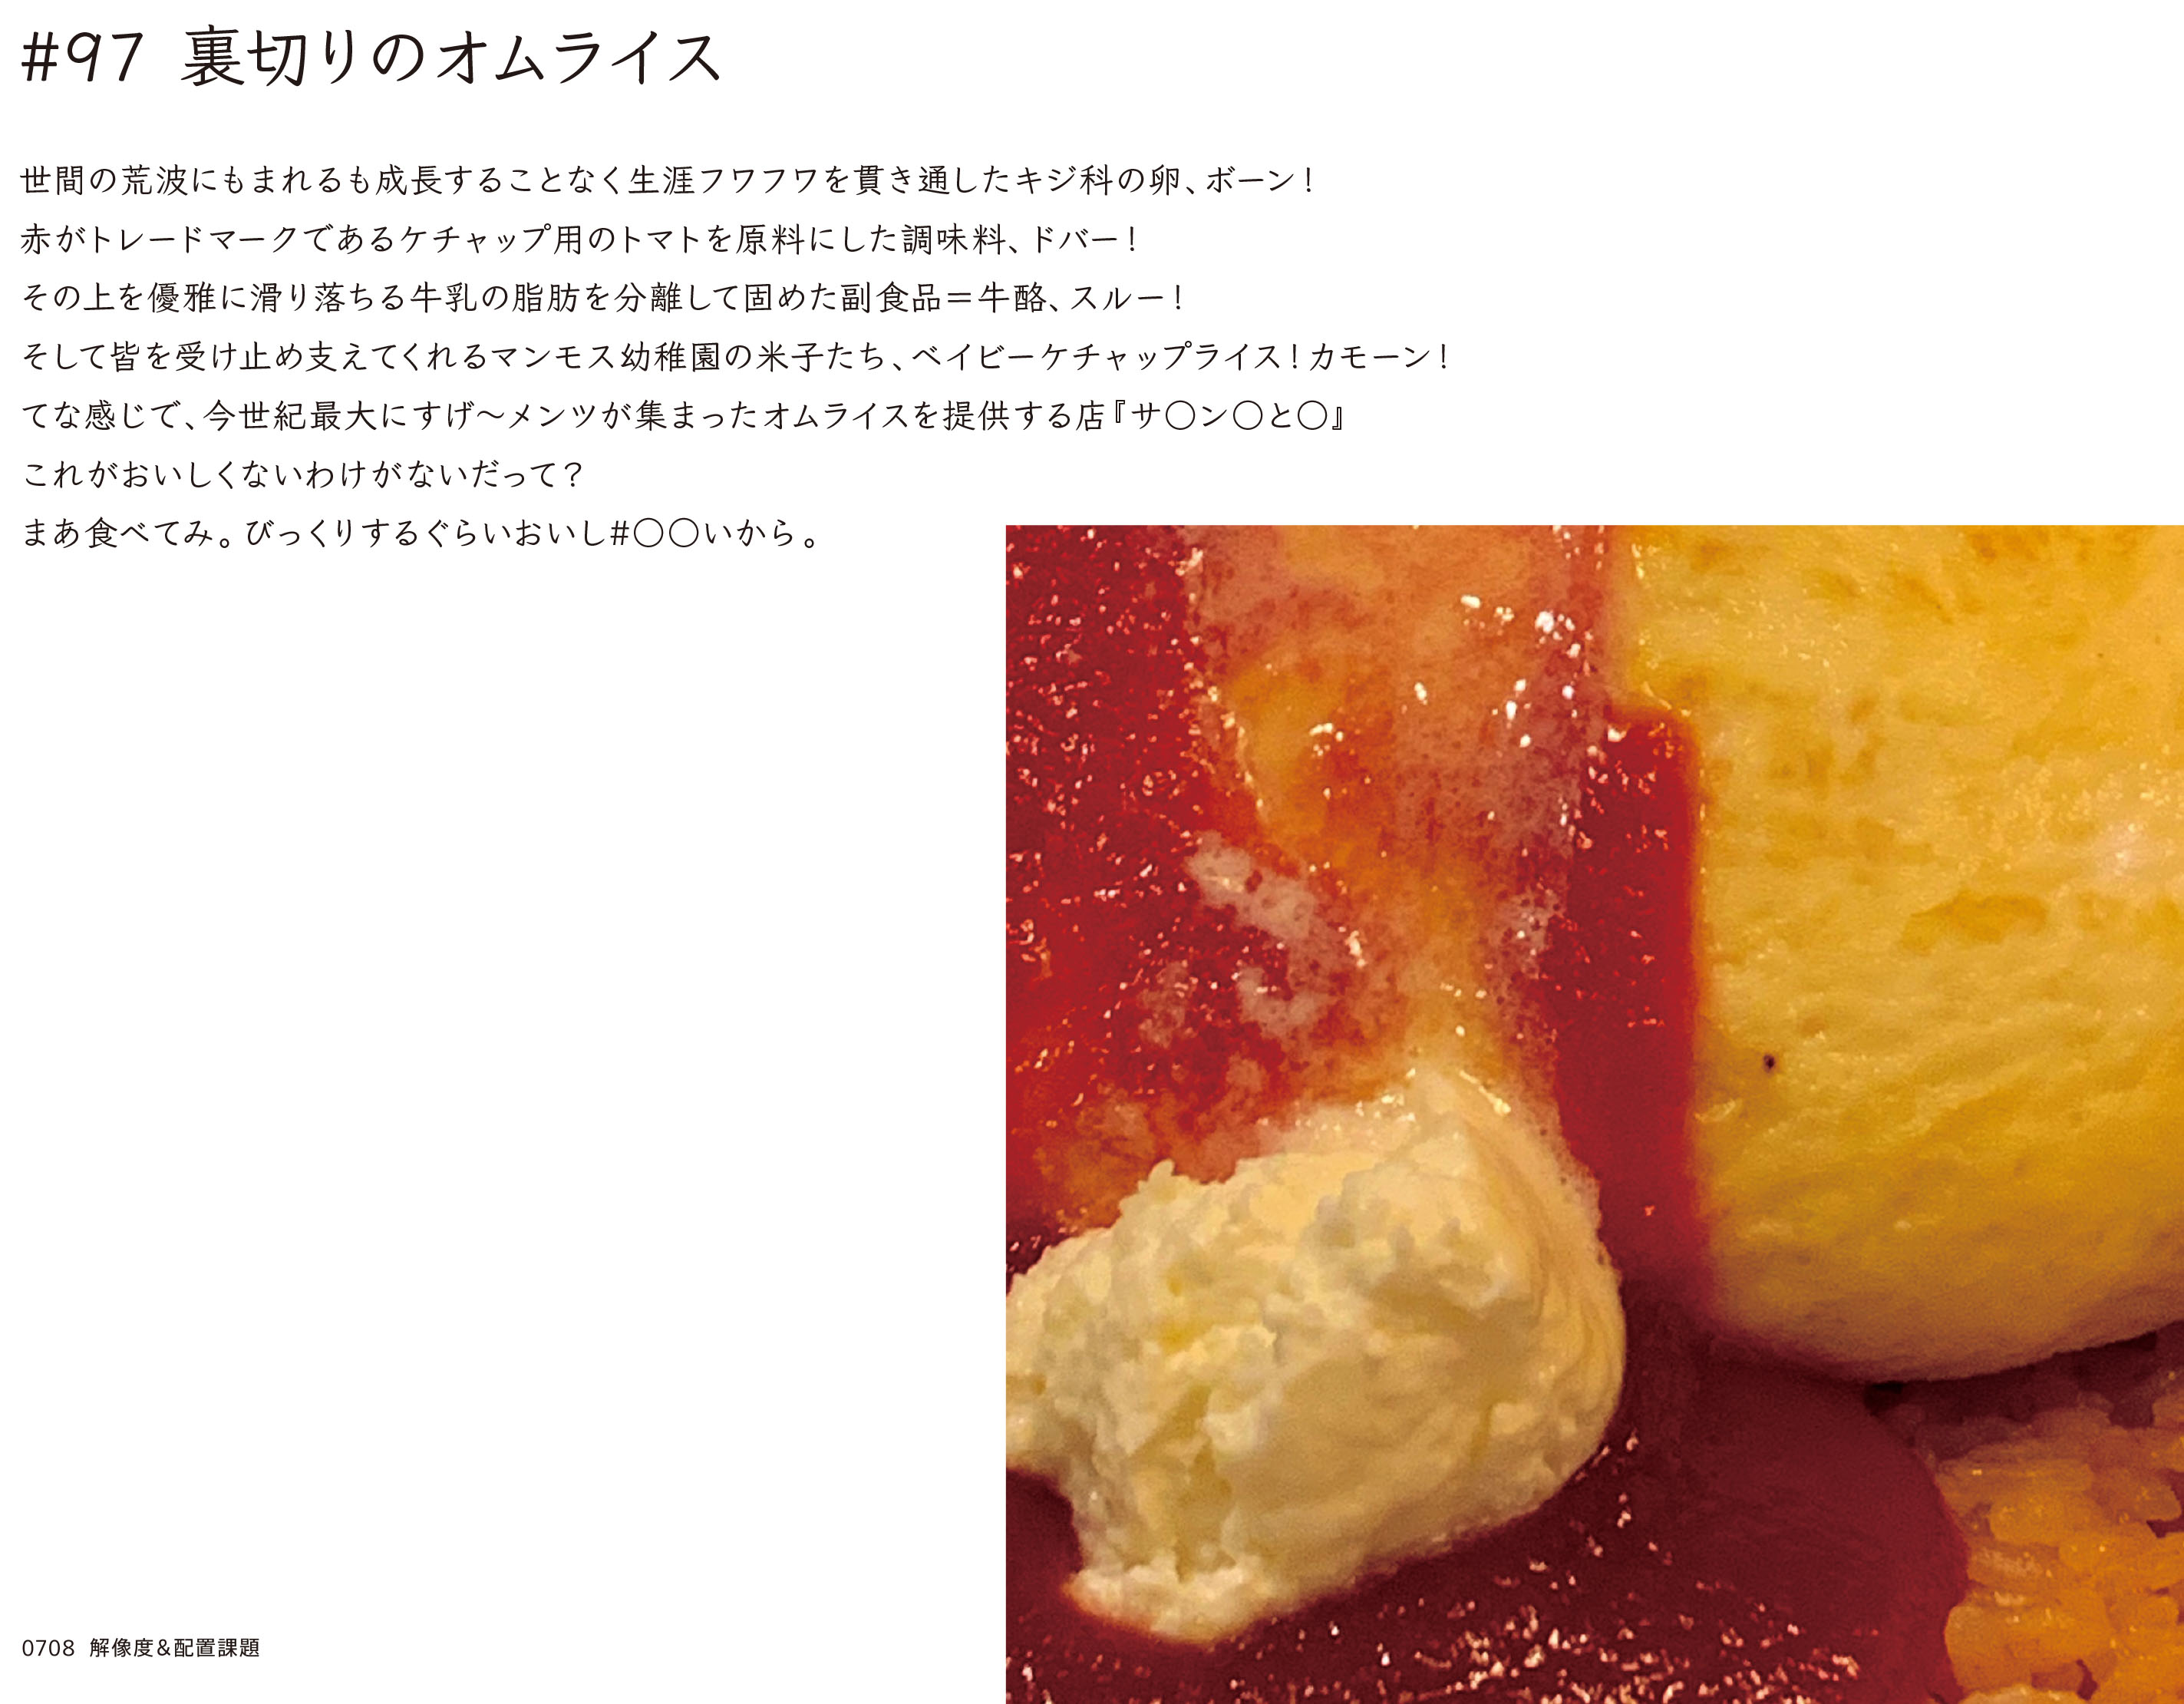 #97 裏切りのオムライス
世間の荒波にもまれるも成長することなく生涯フワフワを貫き通したキジ科の卵、ボーン！
赤がトレードマークであるケチャップ用のトマトを原料にした調味料、ドバー！
その上を優雅に滑り落ちる牛乳の脂肪を分離して固めた副食品＝牛酪、スルー！
そして皆を受け止め支えてくれるマンモス幼稚園の米子たち、ベイビーケチャップライス！カモーン！
てな感じで、今世紀最大にすげ〜メンツが集まったオムライスを提供する店『サ○ン○と○』
これがおいしくないわけがないだって？
まあ食べてみ。びっくりするぐらいおいし#○○いから。
0708 解像度&配置課題